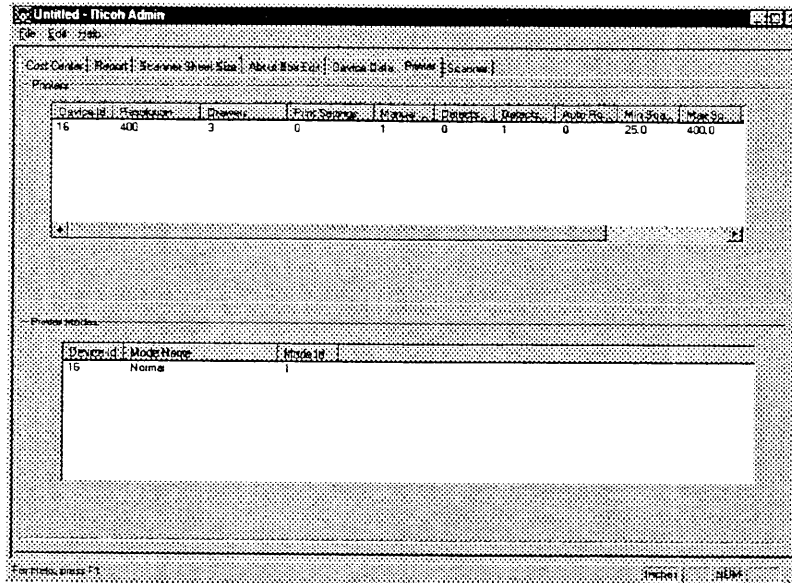 Untitled - Ricoh Admin
File Edit Help
Cost Center Report Scanner Sheet Size About Box Edit Device Data Printer Scanner
Printers
Device Id Resolution Drawers Print Settings Manual Detects Detects Auto Ro... Min Sca... Max Sc...
16 400 3 0 1 0 1 0 25.0 400.0
Printer Modes
Device Id Mode Name Mode Id
16 Normal 1
For Help, press F1
Inches NUM